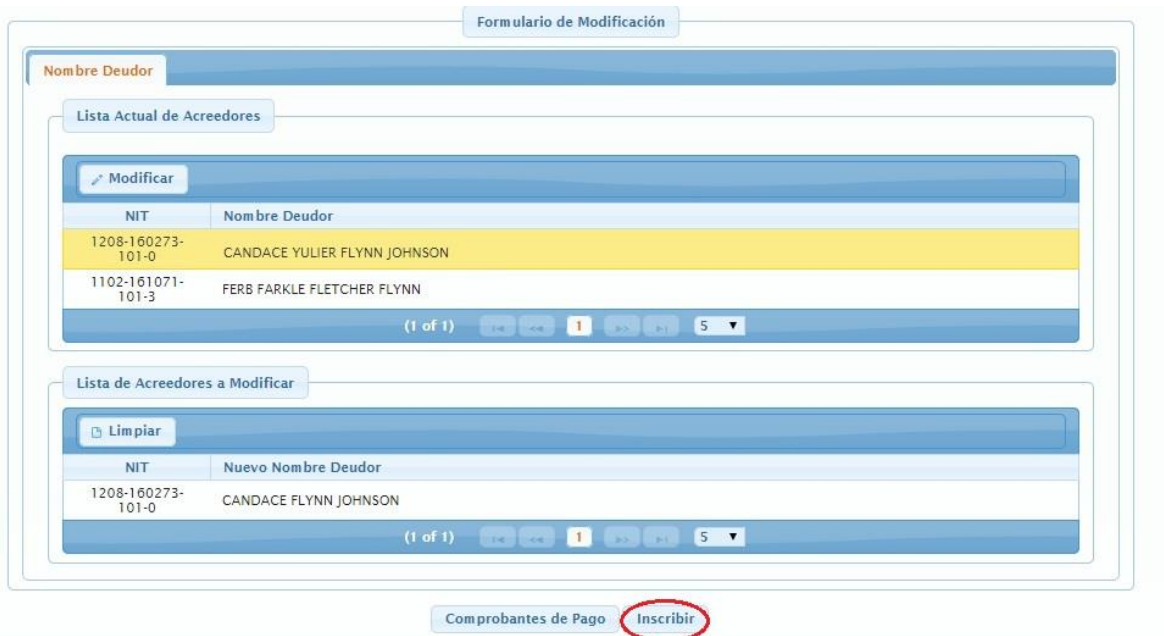 Formulario de Modificación
Nombre Deudor
Lista Actual de Acreedores
Modificar
NIT Nombre Deudor
1208-160273-
101-0 CANDACE YULIER FLYNN JOHNSON
1102-161071-
101-3 FERB FARKLE FLETCHER FLYNN
(1 of 1) 1 5
Lista de Acreedores a Modificar
Limpiar
NIT Nuevo Nombre Deudor
1208-160273-
101-0 CANDACE FLYNN JOHNSON
(1 of 1) 1 5
Comprobantes de Pago Inscribir